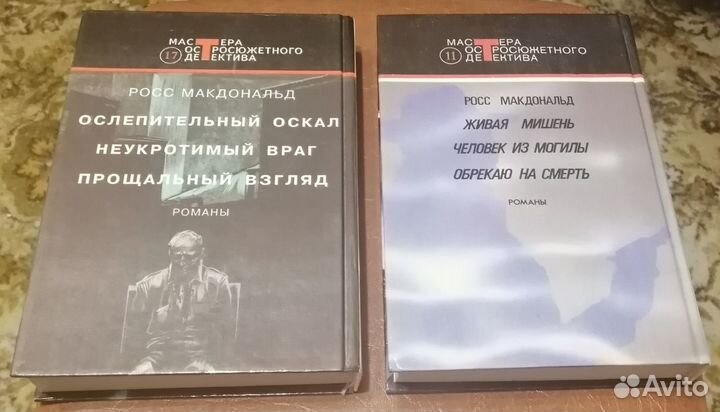 МАСТЕРА
17 ОСТРОСЮЖЕТНОГО
ДЕТЕКТИВА
РОСС МАКДОНАЛЬД
ОСЛЕПИТЕЛЬНЫЙ ОСКАЛ
НЕУКРОТИМЫЙ ВРАГ
ПРОЩАЛЬНЫЙ ВЗГЛЯД
РОМАНЫ
МАСТЕРА
11 ОСТРОСЮЖЕТНОГО
ДЕТЕКТИВА
РОСС МАКДОНАЛЬД
ЖИВАЯ МИШЕНЬ
ЧЕЛОВЕК ИЗ МОГИЛЫ
ОБРЕКАЮ НА СМЕРТЬ
РОМАНЫ
Avito